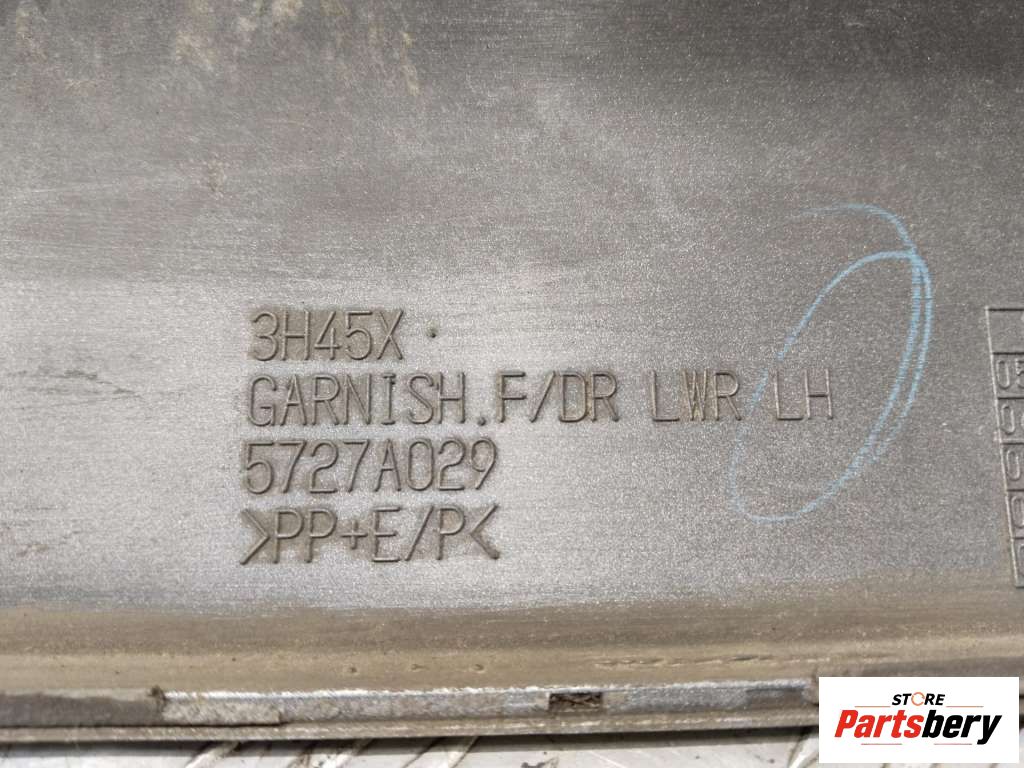 3H45X
GARNISH.F/DR LWR LH
5727A029
>PP+E/P<
STORE
Partsbery